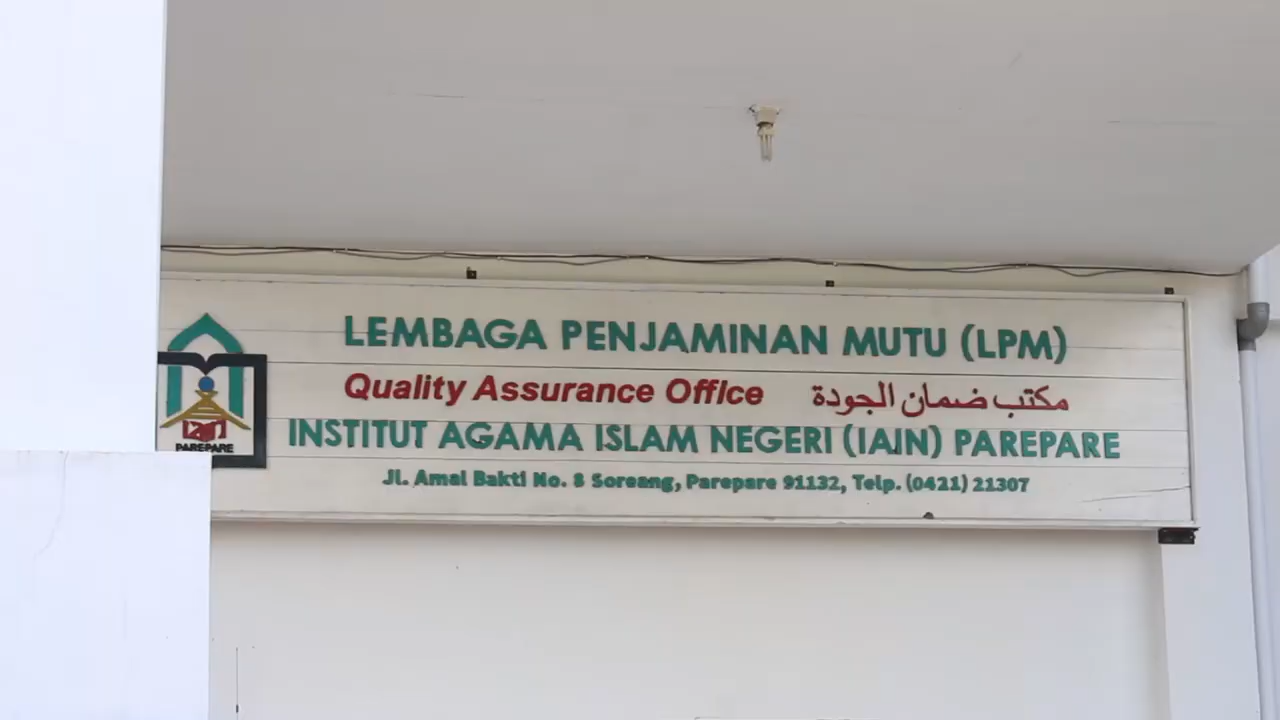 LEMBAGA PENJAMINAN MUTU (LPM)
Quality Assurance Office مكتب ضمان الجودة
INSTITUT AGAMA ISLAM NEGERI (IAIN) PAREPARE
Jl. Amal Bakti No. 8 Soreang, Parepare 91132, Telp. (0421) 21307
PAREPARE